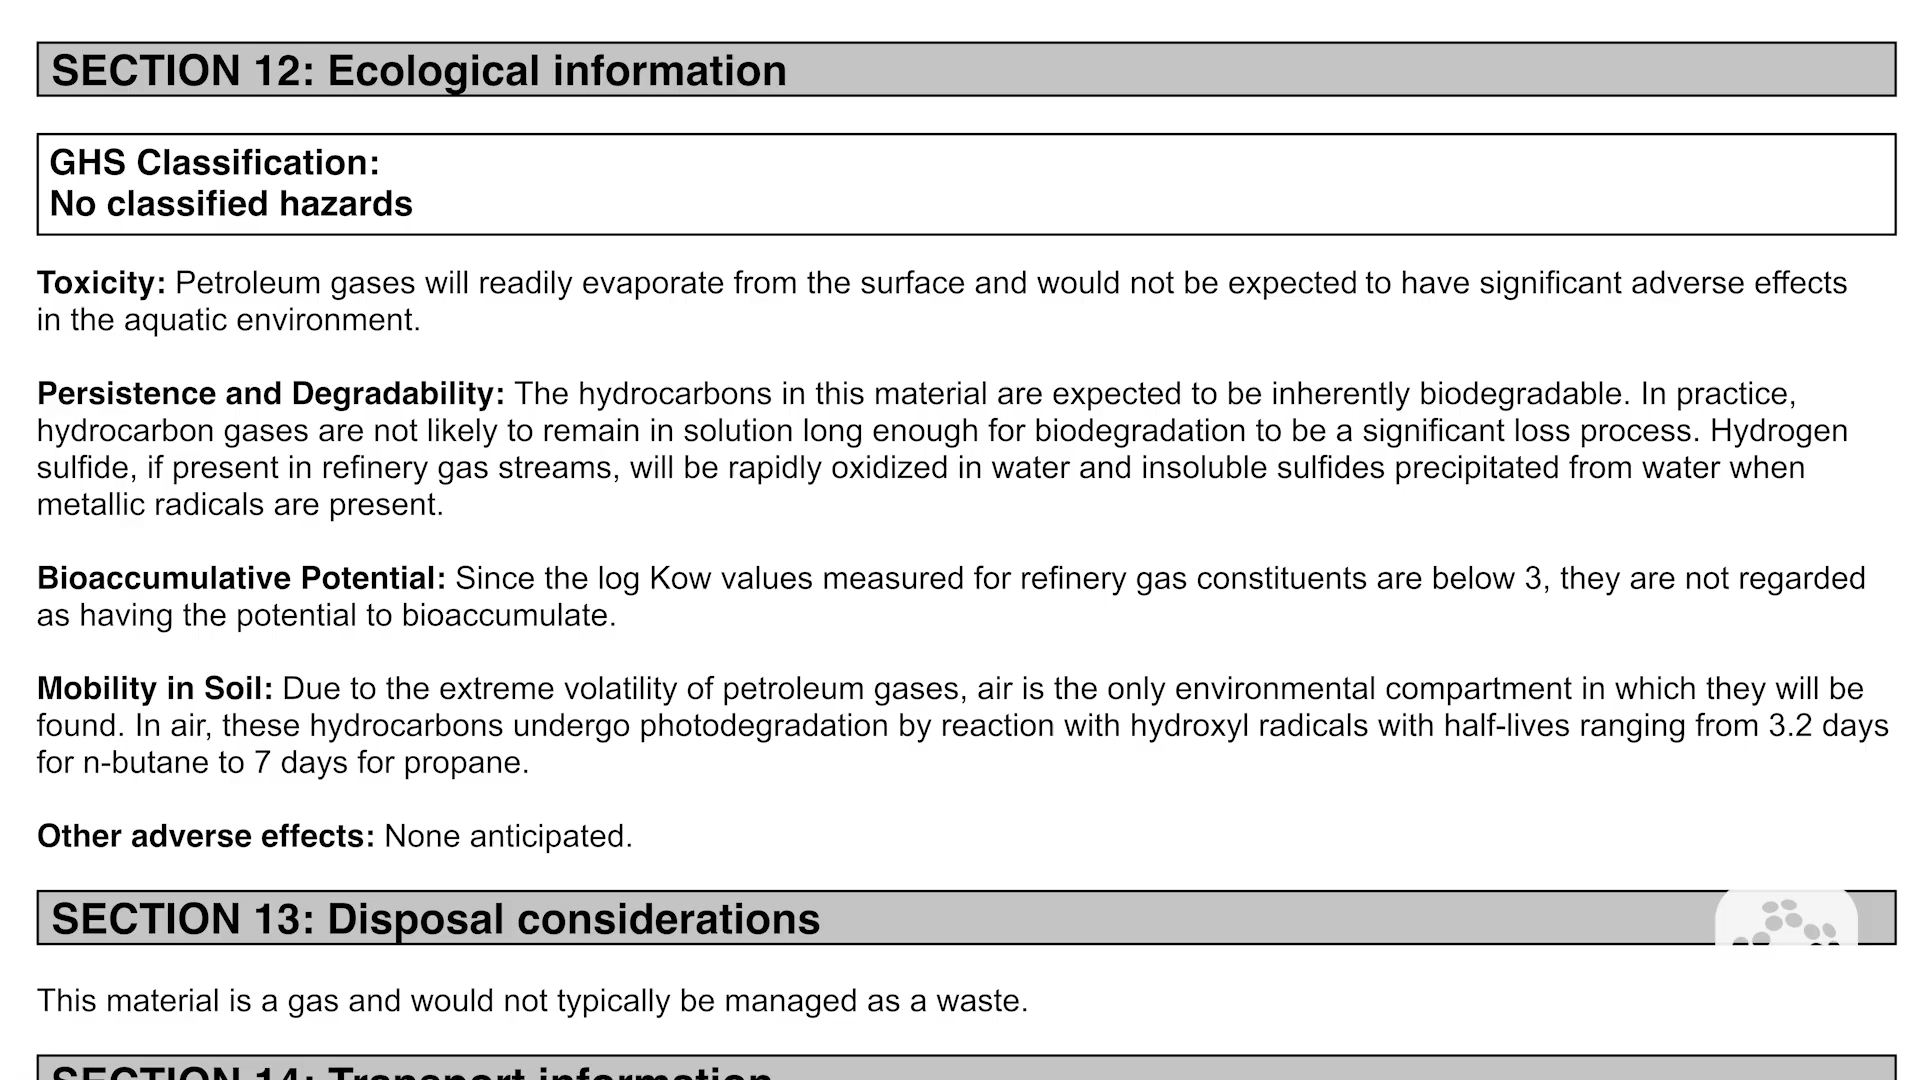 SECTION 12: Ecological information
GHS Classification:
No classified hazards
Toxicity: Petroleum gases will readily evaporate from the surface and would not be expected to have significant adverse effects
in the aquatic environment.
Persistence and Degradability: The hydrocarbons in this material are expected to be inherently biodegradable. In practice,
hydrocarbon gases are not likely to remain in solution long enough for biodegradation to be a significant loss process. Hydrogen
sulfide, if present in refinery gas streams, will be rapidly oxidized in water and insoluble sulfides precipitated from water when
metallic radicals are present.
Bioaccumulative Potential: Since the log Kow values measured for refinery gas constituents are below 3, they are not regarded
as having the potential to bioaccumulate.
Mobility in Soil: Due to the extreme volatility of petroleum gases, air is the only environmental compartment in which they will be
found. In air, these hydrocarbons undergo photodegradation by reaction with hydroxyl radicals with half-lives ranging from 3.2 days
for n-butane to 7 days for propane.
Other adverse effects: None anticipated.
SECTION 13: Disposal considerations
This material is a gas and would not typically be managed as a waste.
SECTION 14: Transport information